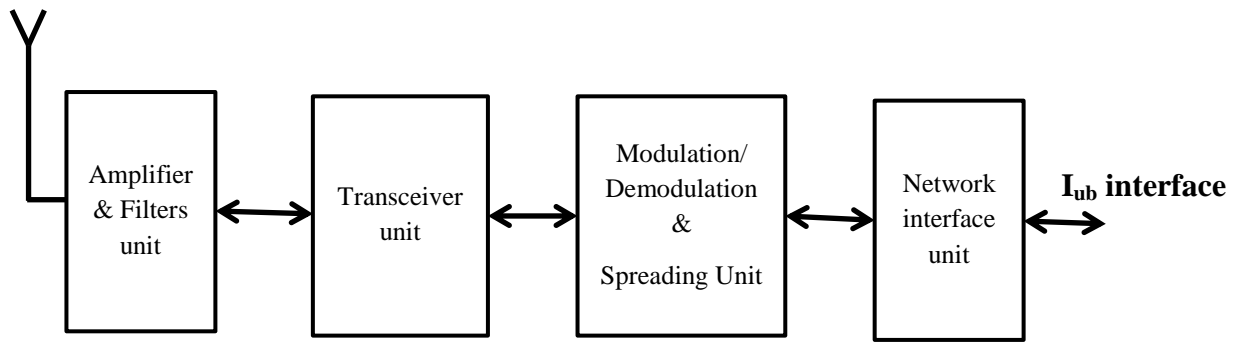 Amplifier
& Filters
unit
Transceiver
unit
Modulation/
Demodulation
&
Spreading Unit
Network
interface
unit
Iub interface